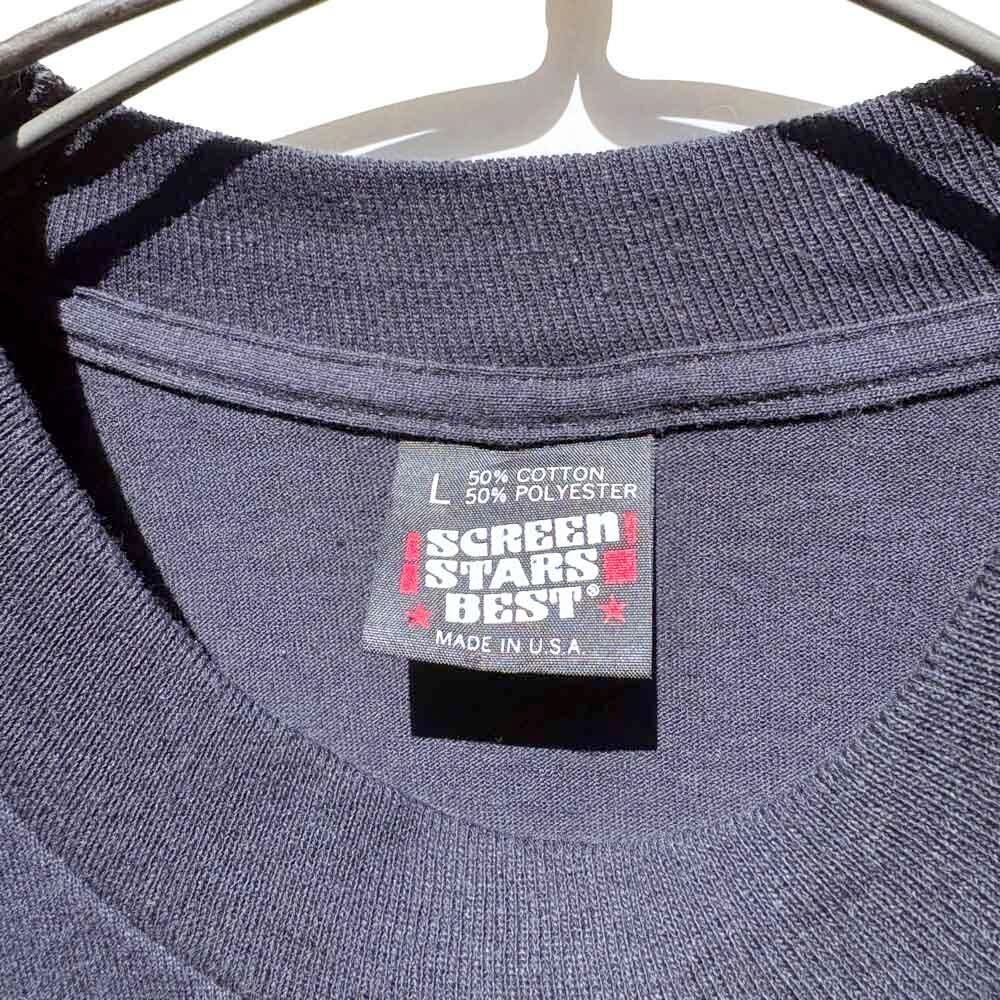 L 50% COTTON
50% POLYESTER
SCREEN
STARS
BEST®
MADE IN U.S.A.